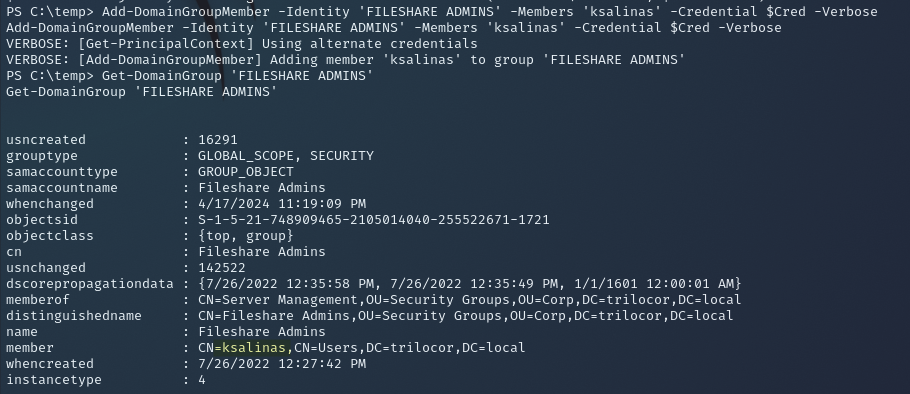 PS C:\temp> Add-DomainGroupMember -Identity 'FILESHARE ADMINS' -Members 'ksalinas' -Credential $Cred -Verbose
Add-DomainGroupMember -Identity 'FILESHARE ADMINS' -Members 'ksalinas' -Credential $Cred -Verbose
VERBOSE: [Get-PrincipalContext] Using alternate credentials
VERBOSE: [Add-DomainGroupMember] Adding member 'ksalinas' to group 'FILESHARE ADMINS'
PS C:\temp> Get-DomainGroup 'FILESHARE ADMINS'
Get-DomainGroup 'FILESHARE ADMINS'
usncreated : 16291
grouptype : GLOBAL_SCOPE, SECURITY
samaccounttype : GROUP_OBJECT
samaccountname : Fileshare Admins
whenchanged : 4/17/2024 11:19:09 PM
objectsid : S-1-5-21-748909465-2105014040-255522671-1721
objectclass : {top, group}
cn : Fileshare Admins
usnchanged : 142522
dscorepropagationdata : {7/26/2022 12:35:58 PM, 7/26/2022 12:35:49 PM, 1/1/1601 12:00:01 AM}
memberof : CN=Server Management,OU=Security Groups,OU=Corp,DC=trilocor,DC=local
distinguishedname : CN=Fileshare Admins,OU=Security Groups,OU=Corp,DC=trilocor,DC=local
name : Fileshare Admins
member : CN=ksalinas,CN=Users,DC=trilocor,DC=local
whencreated : 7/26/2022 12:27:42 PM
instancetype : 4